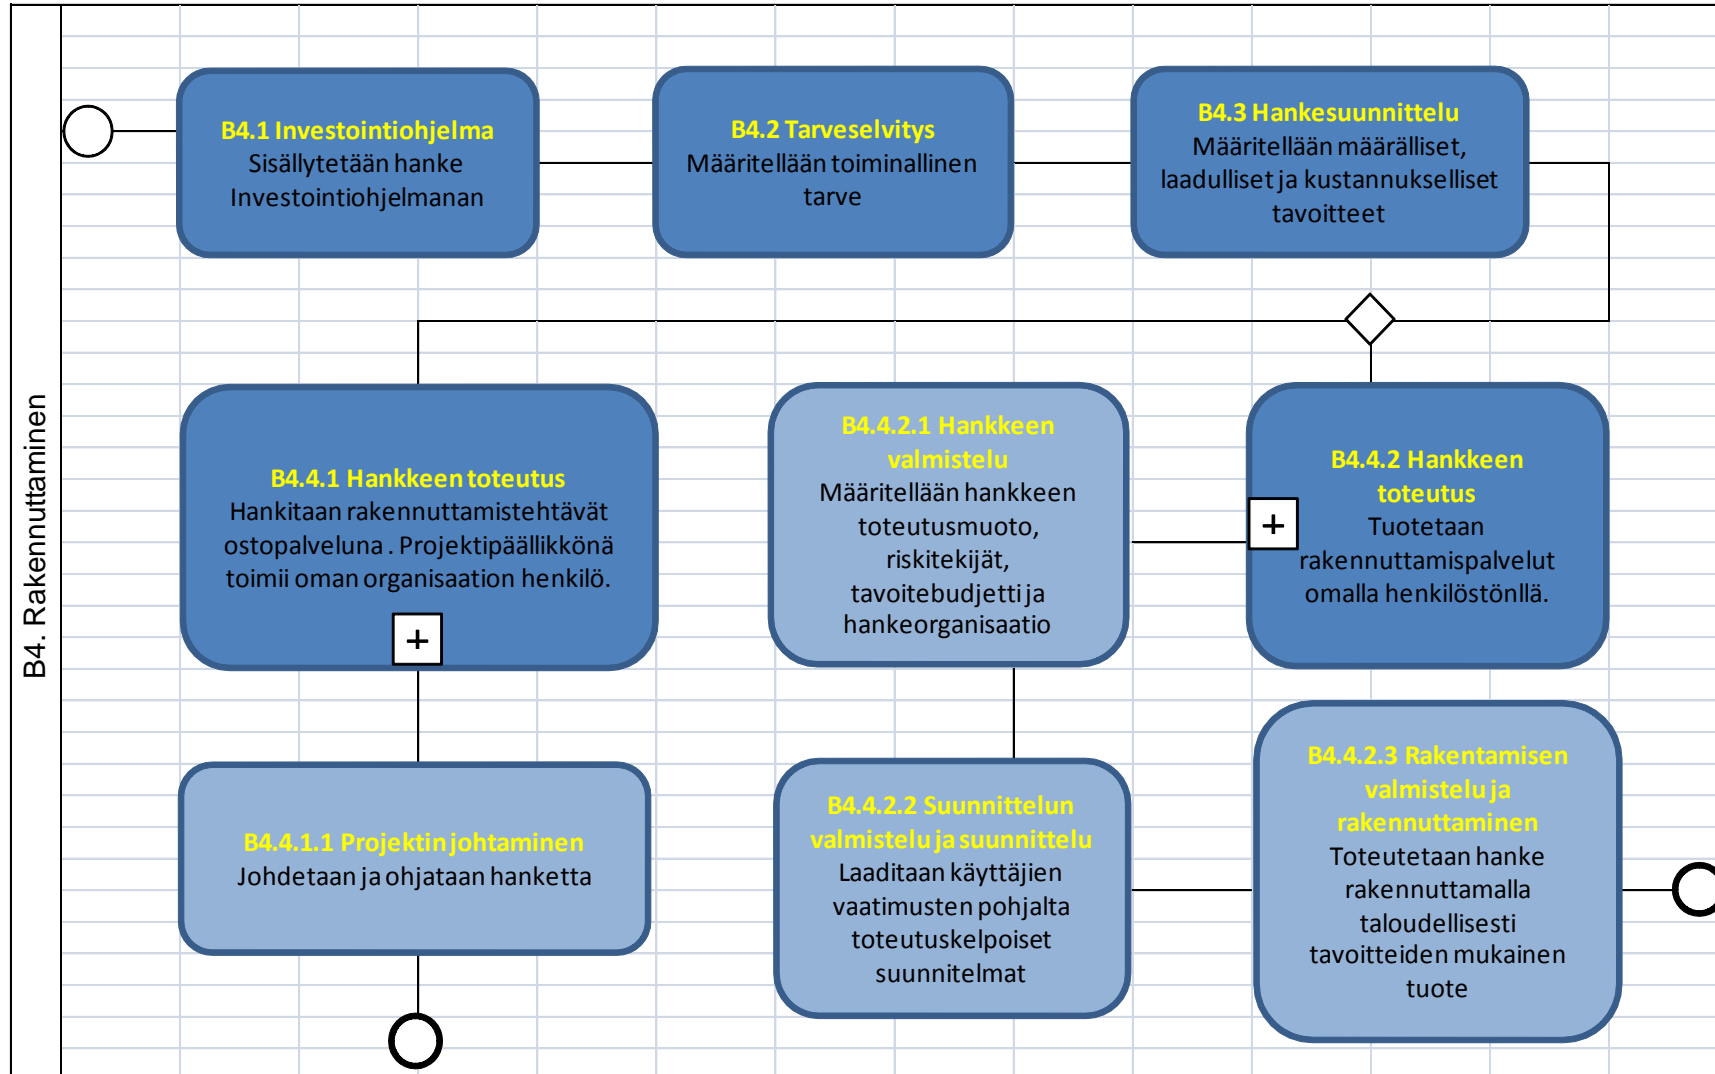 B4. Rakennuttaminen
B4.1 Investointiohjelma
Sisällytetään hanke
Investointiohjelmanan
B4.2 Tarveselvitys
Määritellään toiminallinen
tarve
B4.3 Hankesuunnittelu
Määritellään määrälliset,
laadulliset ja kustannukselliset
tavoitteet
B4.4.1 Hankkeen toteutus
Hankitaan rakennuttamistehtävät
ostopalveluna . Projektipäällikkönä
toimii oman organisaation henkilö.
+
B4.4.2.1 Hankkeen
valmistelu
Määritellään hankkeen
toteutusmuoto,
riskitekijät,
tavoitebudjetti ja
hankeorganisaatio
B4.4.2 Hankkeen
toteutus
Tuotetaan
rakennuttamispalvelut
omalla henkilöstönllä.
+
B4.4.1.1 Projektin johtaminen
Johdetaan ja ohjataan hanketta
B4.4.2.2 Suunnittelun
valmistelu ja suunnittelu
Laaditaan käyttäjien
vaatimusten pohjalta
toteutuskelpoiset
suunnitelmat
B4.4.2.3 Rakentamisen
valmistelu ja
rakennuttaminen
Toteutetaan hanke
rakennuttamalla
taloudellisesti
tavoitteiden mukainen
tuote